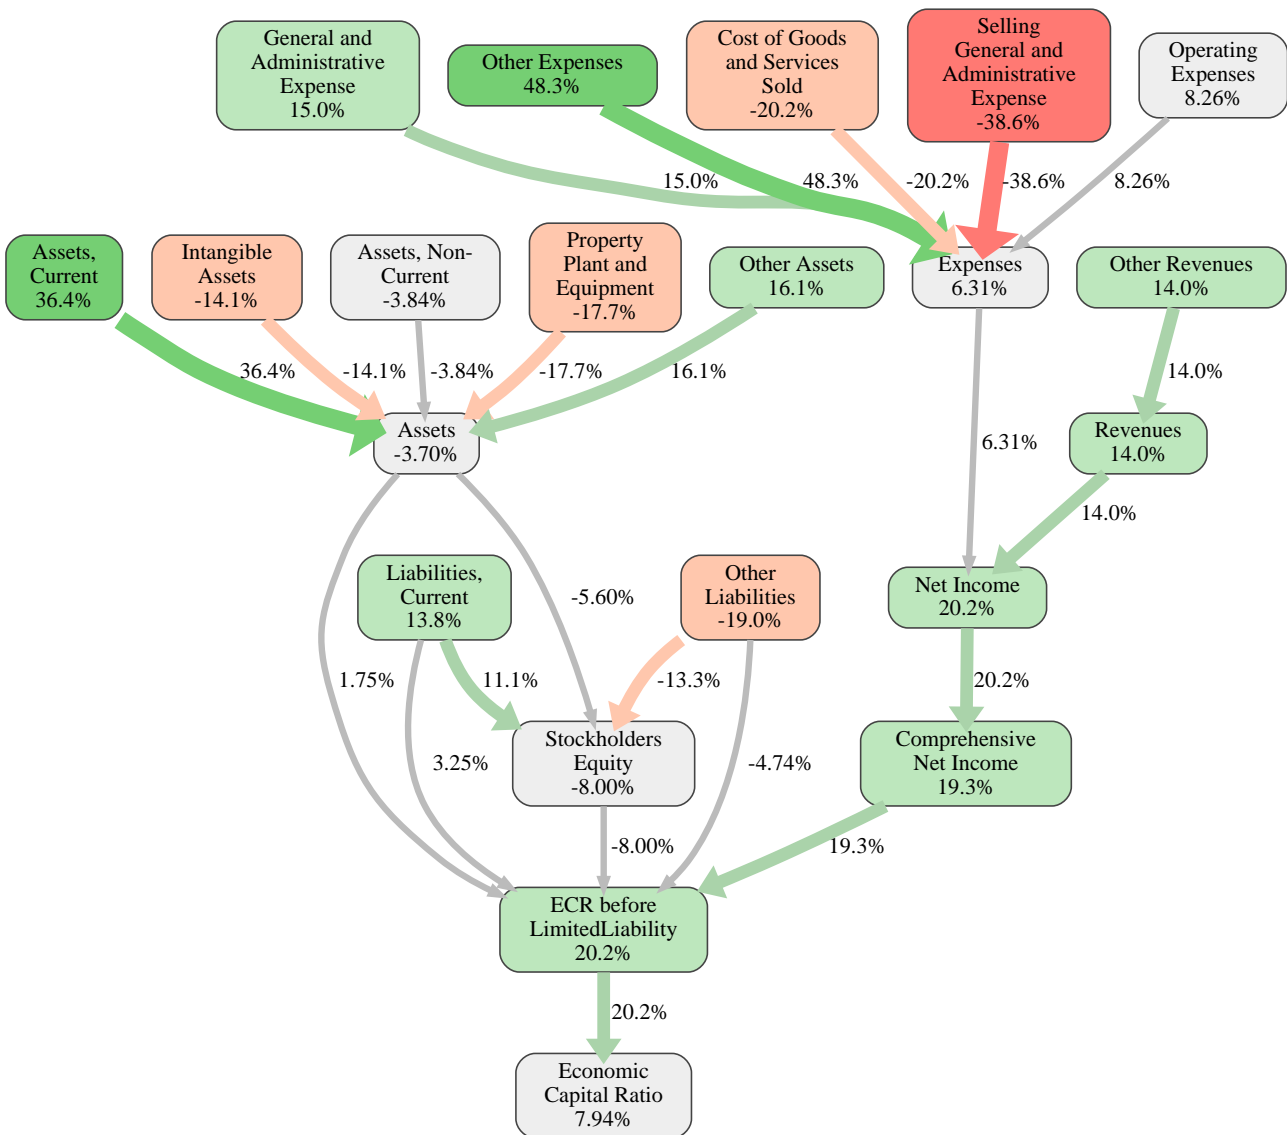 General and
Administrative
Expense
15.0%
Other Expenses
48.3%
Cost of Goods
and Services
Sold
-20.2%
Selling
General and
Administrative
Expense
-38.6%
Operating
Expenses
8.26%
15.0%
48.3%
-20.2%
-38.6%
8.26%
Assets,
Current
36.4%
Intangible
Assets
-14.1%
Assets, Non-
Current
-3.84%
Property
Plant and
Equipment
-17.7%
Other Assets
16.1%
Expenses
6.31%
Other Revenues
14.0%
36.4%
-14.1%
-3.84%
-17.7%
16.1%
14.0%
Assets
-3.70%
6.31%
Revenues
14.0%
14.0%
Liabilities,
Current
13.8%
-5.60%
Other
Liabilities
-19.0%
Net Income
20.2%
1.75%
11.1%
-13.3%
20.2%
Stockholders
Equity
-8.00%
3.25%
-4.74%
Comprehensive
Net Income
19.3%
-8.00%
19.3%
ECR before
LimitedLiability
20.2%
20.2%
Economic
Capital Ratio
7.94%